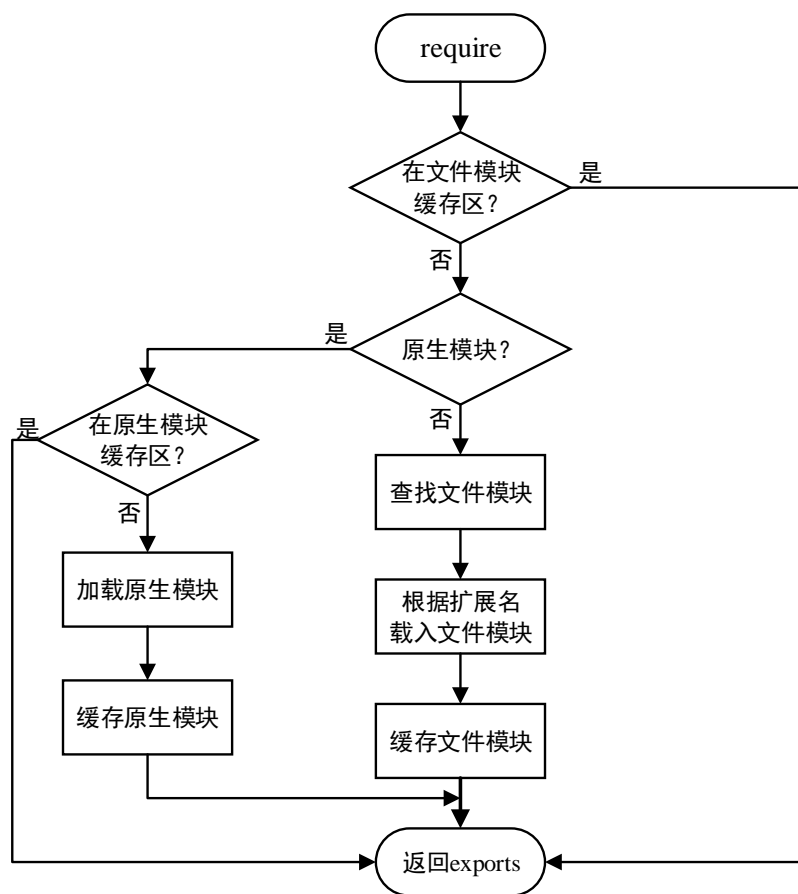 require
在文件模块
缓存区？
是
否
是
原生模块？
是
在原生模块
缓存区？
否
查找文件模块
否
加载原生模块
根据扩展名
载入文件模块
缓存原生模块
缓存文件模块
返回exports